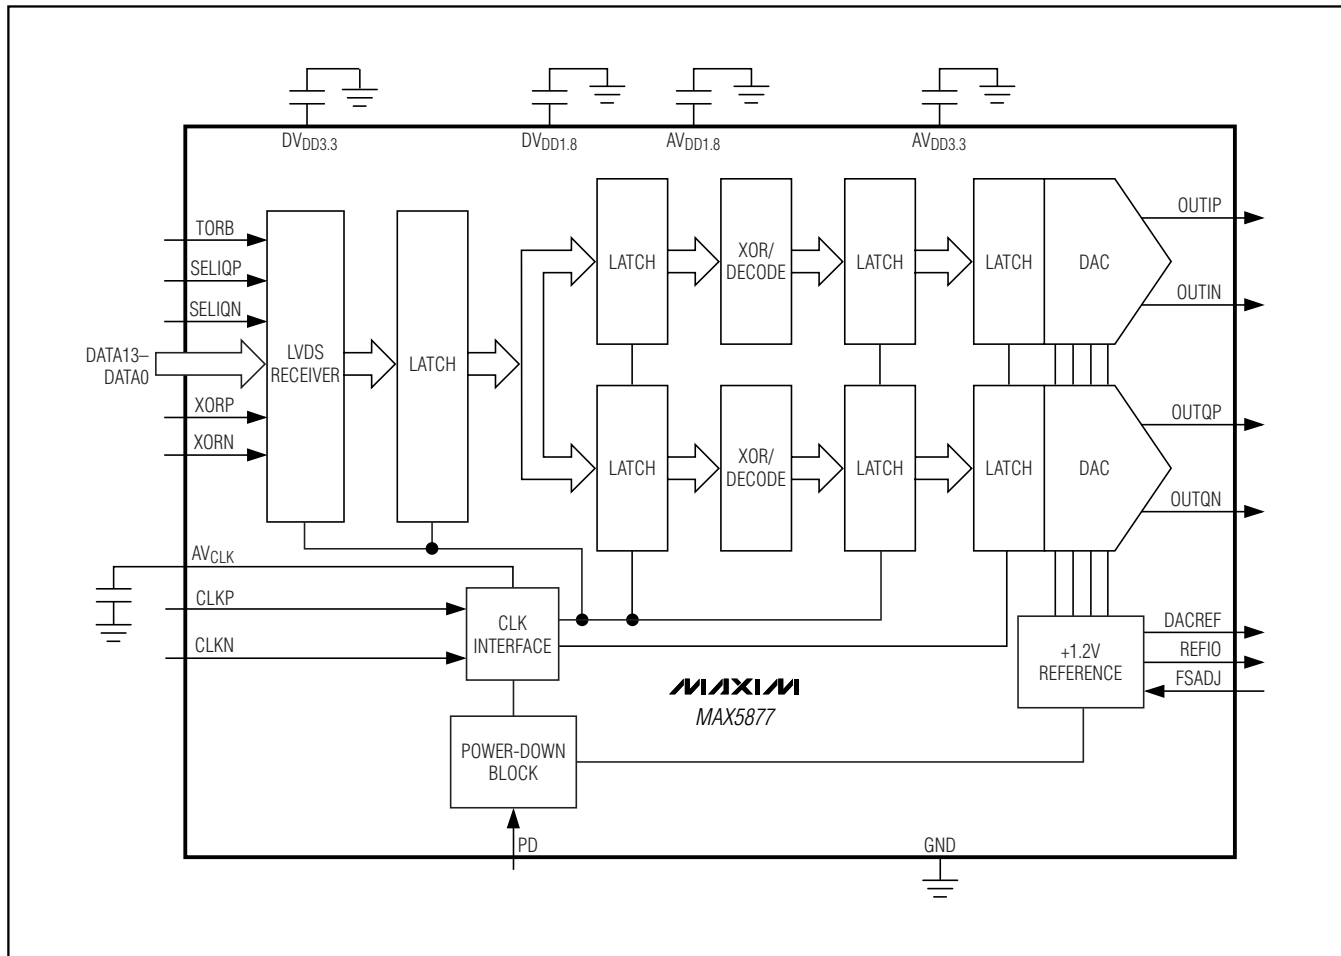 DVDD3.3
DVDD1.8
AVDD1.8
AVDD3.3
TORB
SELIQP
SELIQN
DATA13–
DATA0
XORP
XORN
LVDS
RECEIVER
LATCH
LATCH
XOR/
DECODE
LATCH
LATCH
DAC
OUTIP
OUTIN
LATCH
XOR/
DECODE
LATCH
LATCH
DAC
OUTQP
OUTQN
AVCLK
CLKP
CLKN
CLK
INTERFACE
+1.2V
REFERENCE
DACREF
REFIO
FSADJ
MAXIM
MAX5877
POWER-DOWN
BLOCK
PD
GND